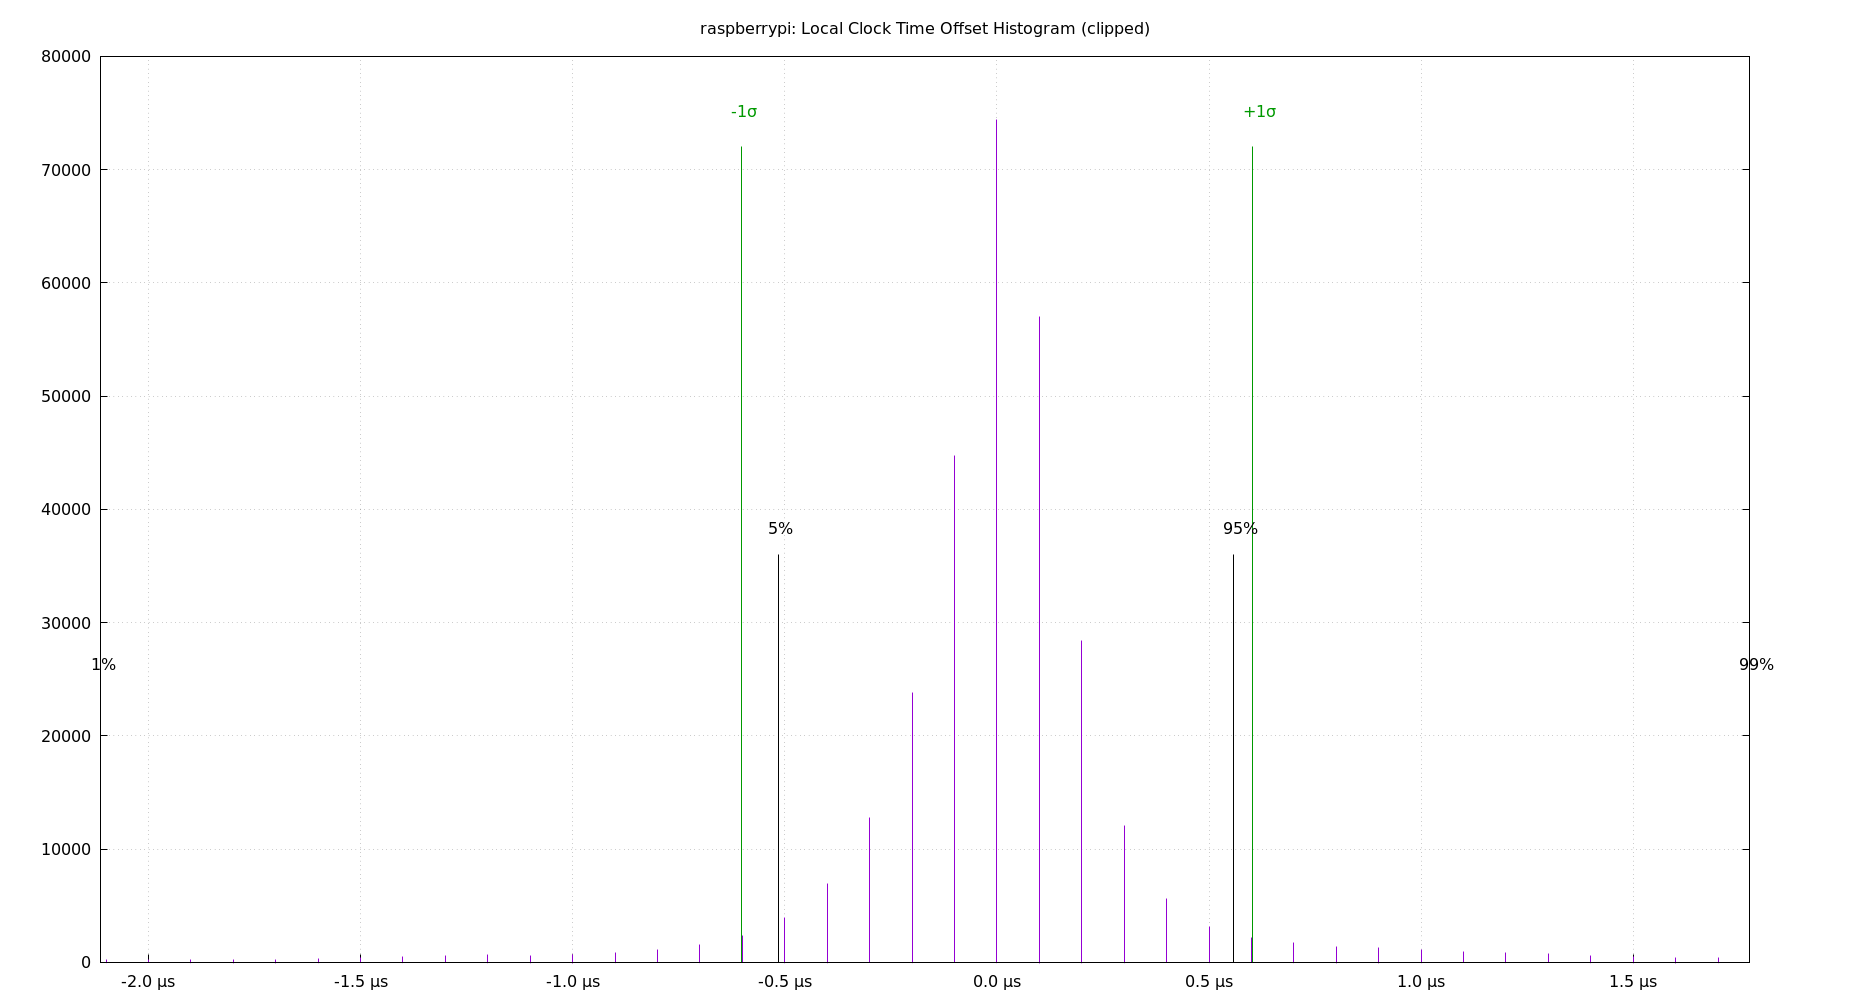 raspberrypi: Local Clock Time Offset Histogram (clipped)
80000
-1σ
+1σ
70000
60000
50000
40000
5%
95%
30000
1%
99%
20000
10000
0
-2.0 µs
-1.5 µs
-1.0 µs
-0.5 µs
0.0 µs
0.5 µs
1.0 µs
1.5 µs